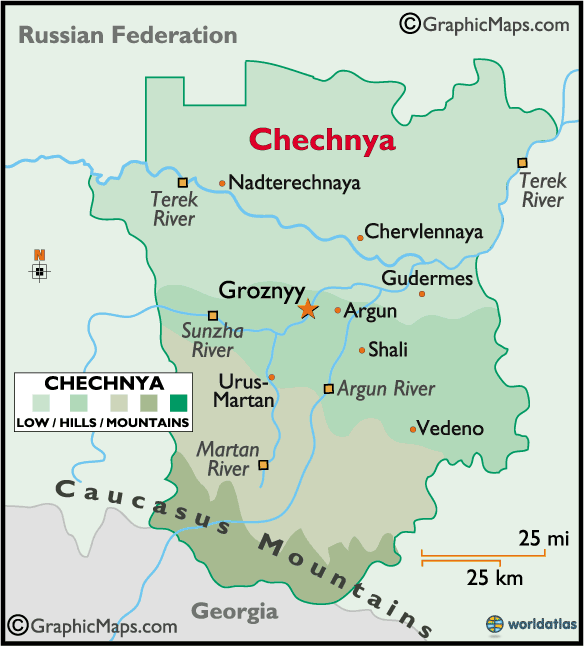 Russian Federation
©GraphicMaps.com
Chechnya
Nadterechnaya
Terek
River
Terek
River
Chervlennaya
N
Gudermes
Groznyy
Argun
Sunzha
River
Shali
CHECHNYA
LOW / HILLS / MOUNTAINS
Urus-
Martan
Argun River
Vedeno
Martan
River
Caucasus Mountains
25 mi
25 km
Georgia
©GraphicMaps.com
worldatlas